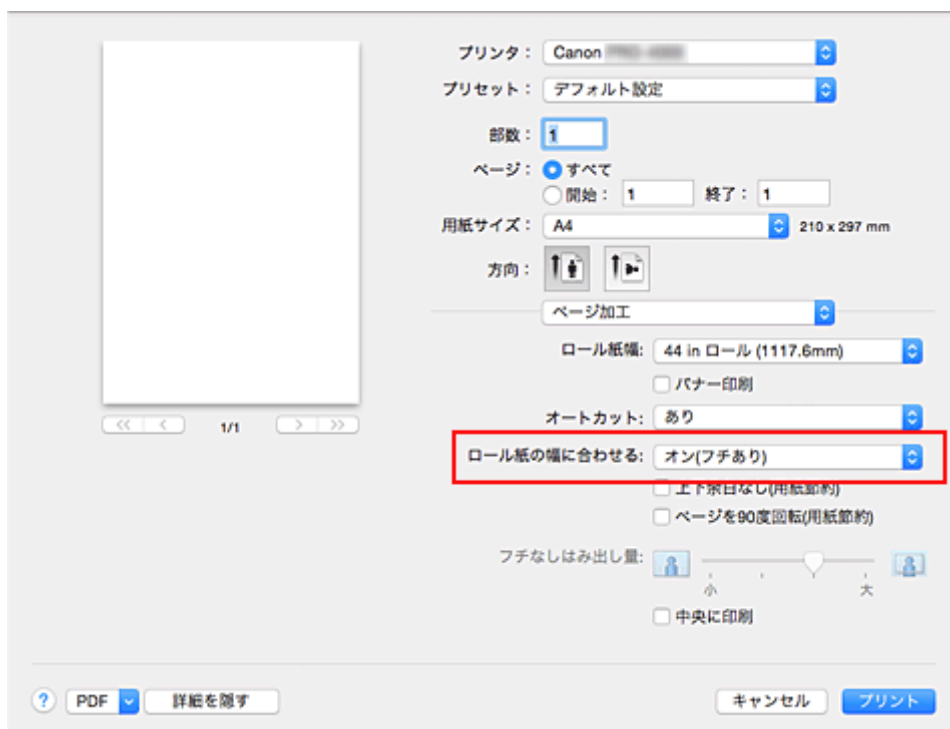 プリンタ： Canon
プリセット： デフォルト設定
部数： 1
ページ： すべて
開始： 1 終了： 1
用紙サイズ： A4 210 x 297 mm
方向：
ページ加工
ロール紙幅: 44 in ロール (1117.6mm)
バナー印刷
<< < 1/1 > >>
オートカット: あり
ロール紙の幅に合わせる: オン(フチあり)
上下余白なし(用紙節約)
ページを90度回転(用紙節約)
フチなしはみ出し量:
小 大
中央に印刷
? PDF 詳細を隠す キャンセル プリント